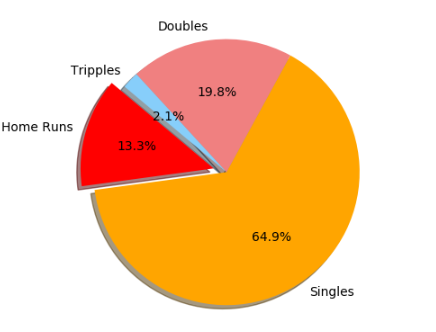 Doubles
Tripples
19.8%
2.1%
Home Runs
13.3%
64.9%
Singles